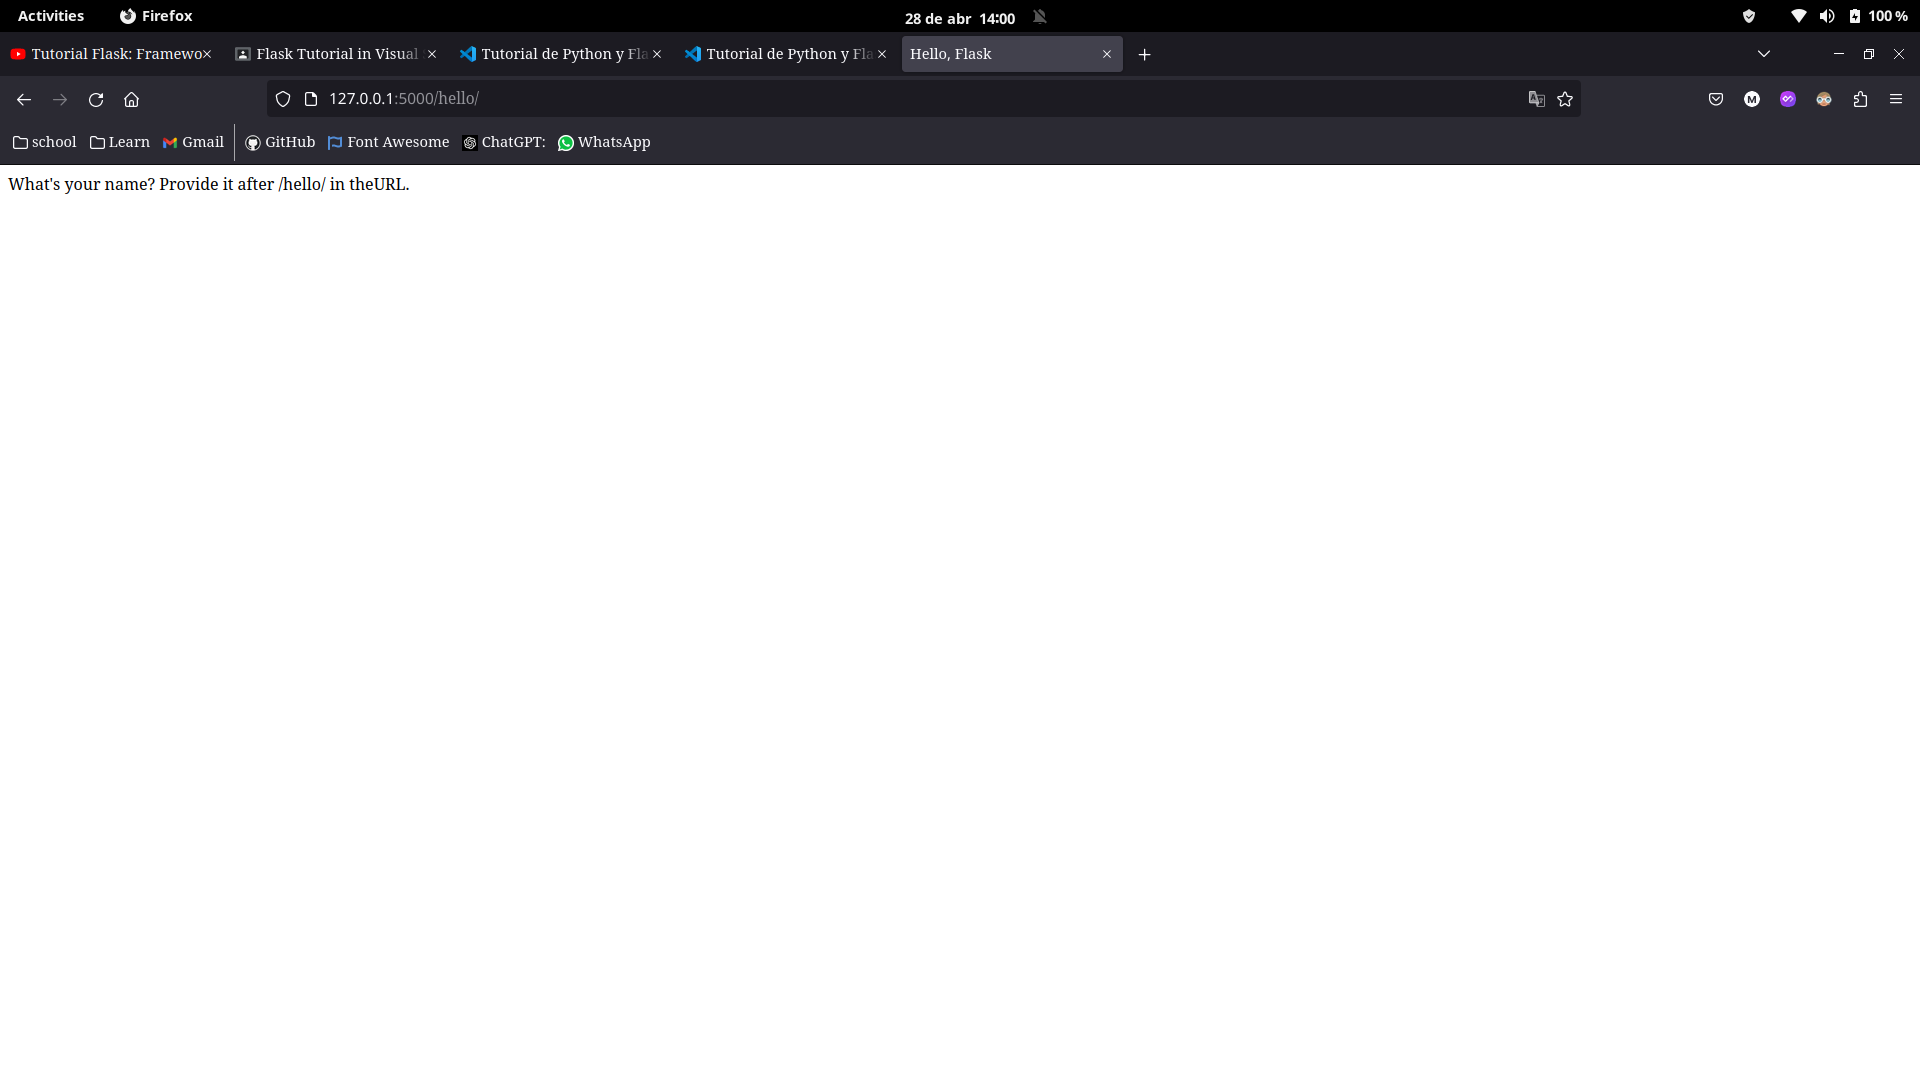 Activities Firefox 28 de abr 14:00 100 %
Tutorial Flask: Framewo Flask Tutorial in Visual Tutorial de Python y Fla Tutorial de Python y Fla Hello, Flask
127.0.0.1:5000/hello/
school Learn Gmail GitHub Font Awesome ChatGPT: WhatsApp
What's your name? Provide it after /hello/ in theURL.